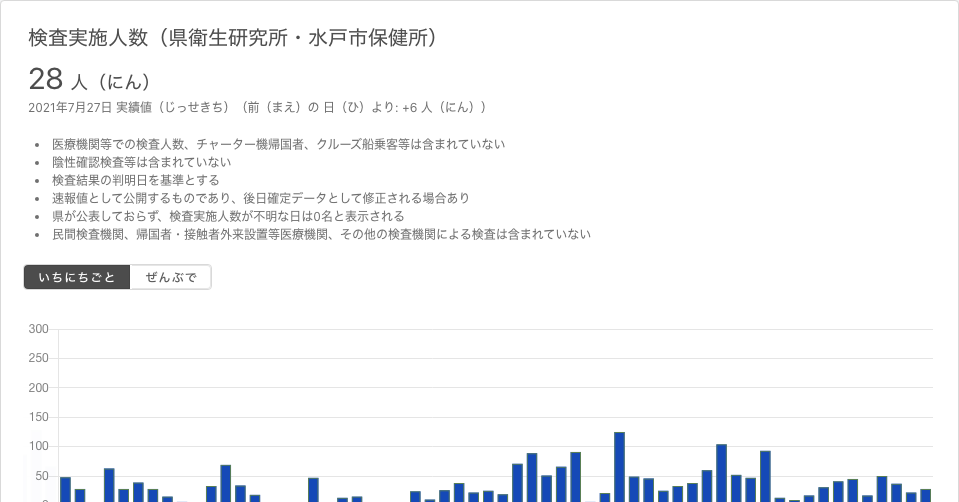 検査実施人数（県衛生研究所・水戸市保健所）
28 人（にん）
2021年7月27日 実績値（じっせきち）（前（まえ）の 日（ひ）より: +6 人（にん））
• 医療機関等での検査人数、チャーター機帰国者、クルーズ船乗客等は含まれていない
• 陰性確認検査等は含まれていない
• 検査結果の判明日を基準とする
• 速報値として公開するものであり、後日確定データとして修正される場合あり
• 県が公表しておらず、検査実施人数が不明な日は0名と表示される
• 民間検査機関、帰国者・接触者外来設置等医療機関、その他の検査機関による検査は含まれていない
いちにちごと ぜんぶで
300
250
200
150
100
50